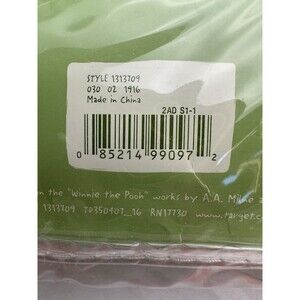 STYLE 1313709
030 02 1916
Made in China
2AD S1-1
0 85214 99097 2
the "Winnie the Pooh" works by A.A. Milne
1313709 RN17730 www.target.c